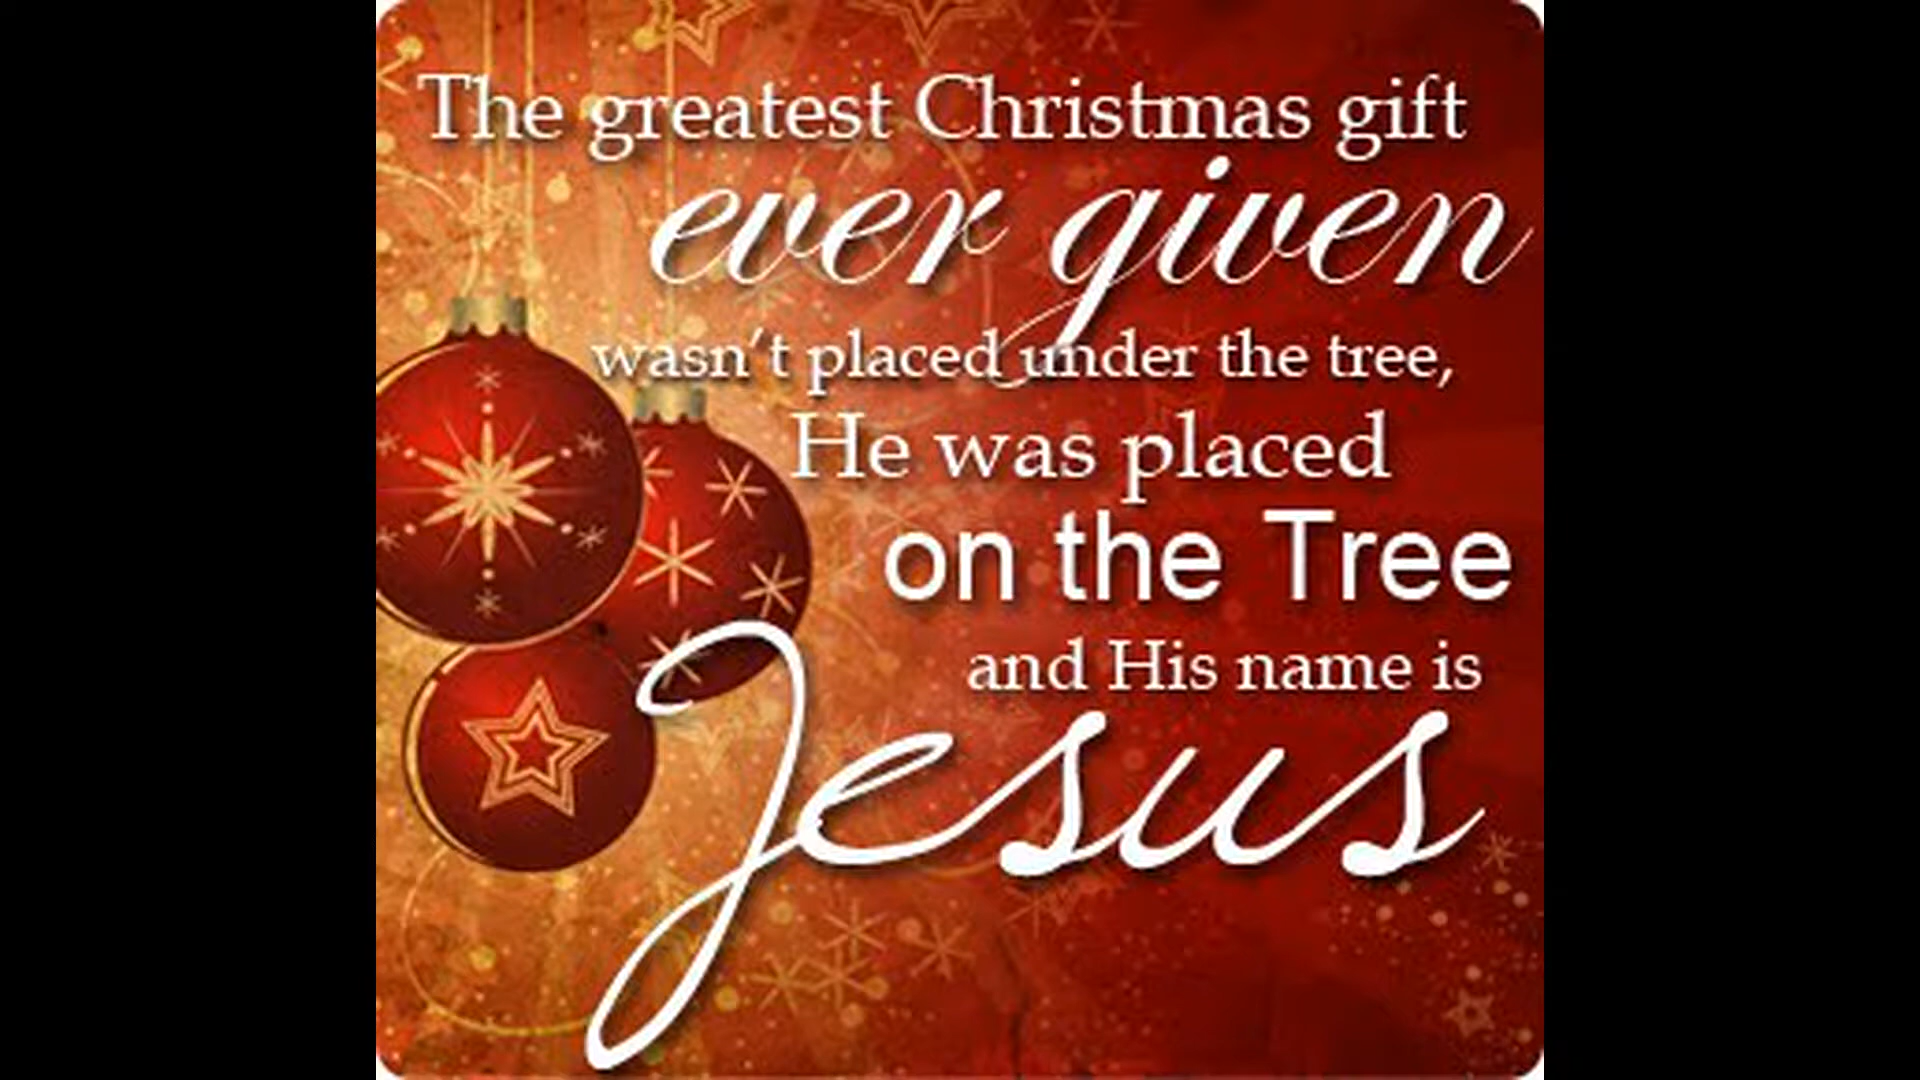 The greatest Christmas gift
ever given
wasn't placed under the tree,
He was placed
on the Tree
and His name is
Jesus